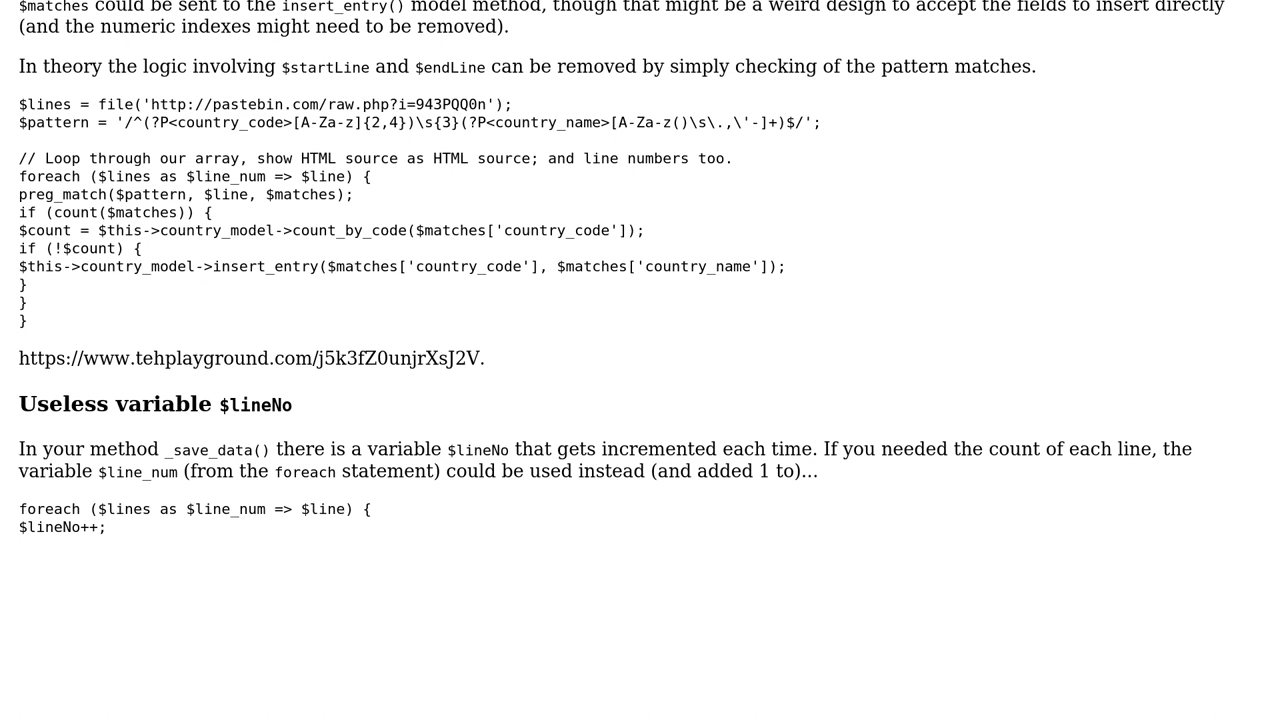 $matches could be sent to the insert_entry() model method, though that might be a weird design to accept the fields to insert directly
(and the numeric indexes might need to be removed).
In theory the logic involving $startLine and $endLine can be removed by simply checking of the pattern matches.
$lines = file('http://pastebin.com/raw.php?i=943PQQ0n');
$pattern = '/^(?P<country_code>[A-Za-z]{2,4})\s{3}(?P<country_name>[A-Za-z()\s\.,\'-]+)$/';
// Loop through our array, show HTML source as HTML source; and line numbers too.
foreach ($lines as $line_num => $line) {
preg_match($pattern, $line, $matches);
if (count($matches)) {
$count = $this->country_model->count_by_code($matches['country_code']);
if (!$count) {
$this->country_model->insert_entry($matches['country_code'], $matches['country_name']);
}
}
}
https://www.tehplayground.com/j5k3fZ0unjrXsJ2V.
Useless variable $lineNo
In your method _save_data() there is a variable $lineNo that gets incremented each time. If you needed the count of each line, the
variable $line_num (from the foreach statement) could be used instead (and added 1 to)...
foreach ($lines as $line_num => $line) {
$lineNo++;